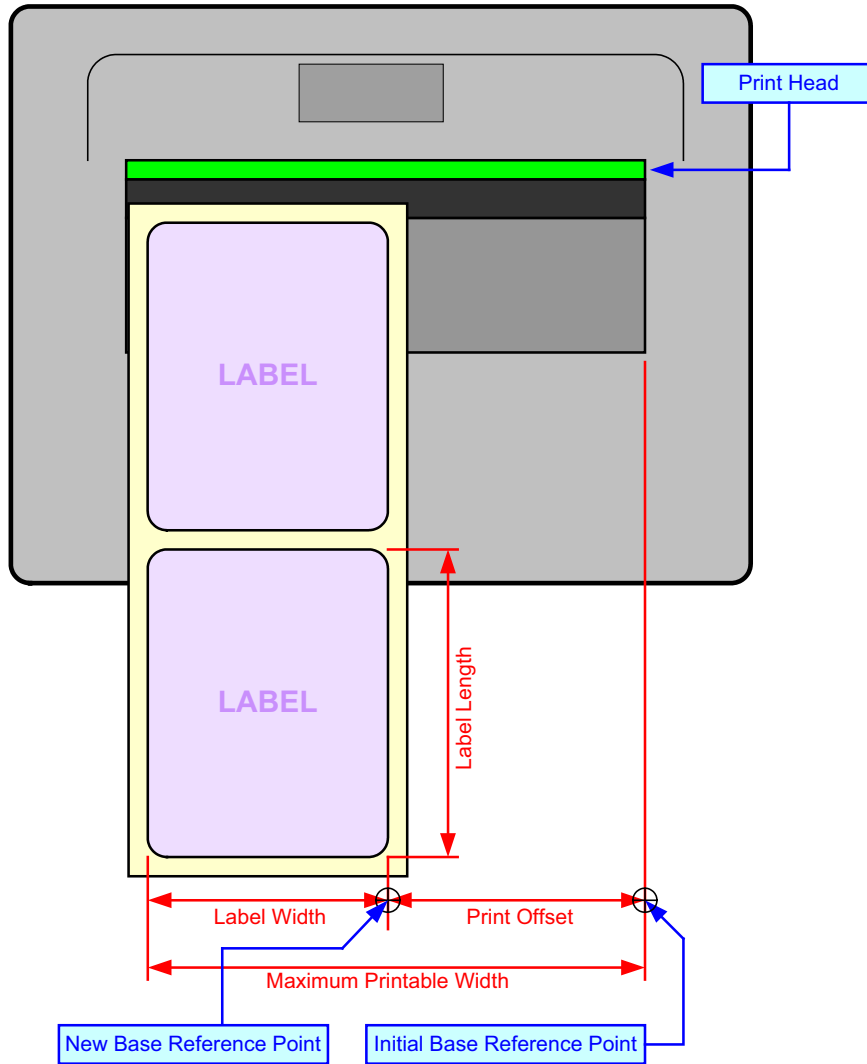 Print Head
LABEL
LABEL
Label Length
Label Width
Print Offset
Maximum Printable Width
New Base Reference Point
Initial Base Reference Point